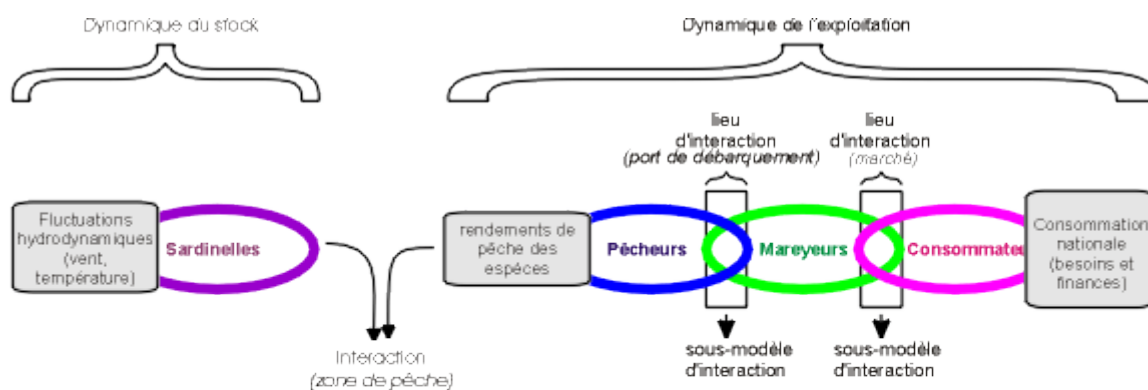 Dynamique du stock
Dynamique de l'exploitation
lieu
d'interaction
(port de débarquement)
lieu
d'interaction
(marché)
Fluctuations
hydrodynamiques
(vent,
température)
Sardinelles
rendements de
pêche des
espèces
Pêcheurs
Mareyeurs
Consommateu
Consommation
nationale
(besoins et
finances)
Interaction
(zone de pêche)
sous-modèle
d'interaction
sous-modèle
d'interaction